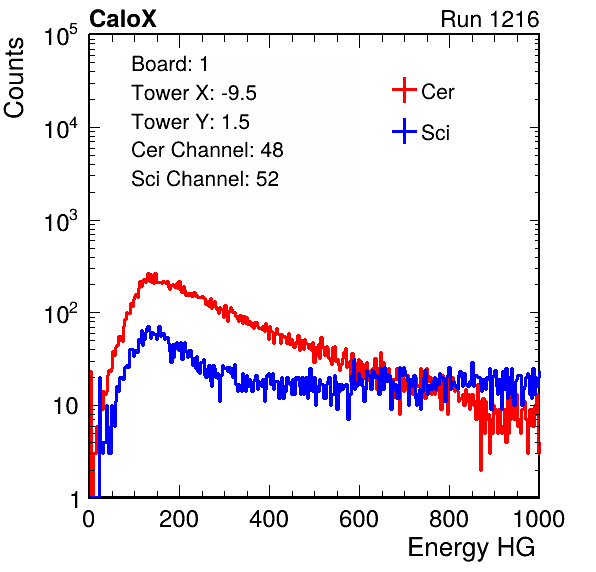 CaloX Run 1216
Counts
10^5
10^4
10^3
10^2
10
1
Board: 1
Tower X: -9.5
Tower Y: 1.5
Cer Channel: 48
Sci Channel: 52
Cer
Sci
0 200 400 600 800 1000
Energy HG